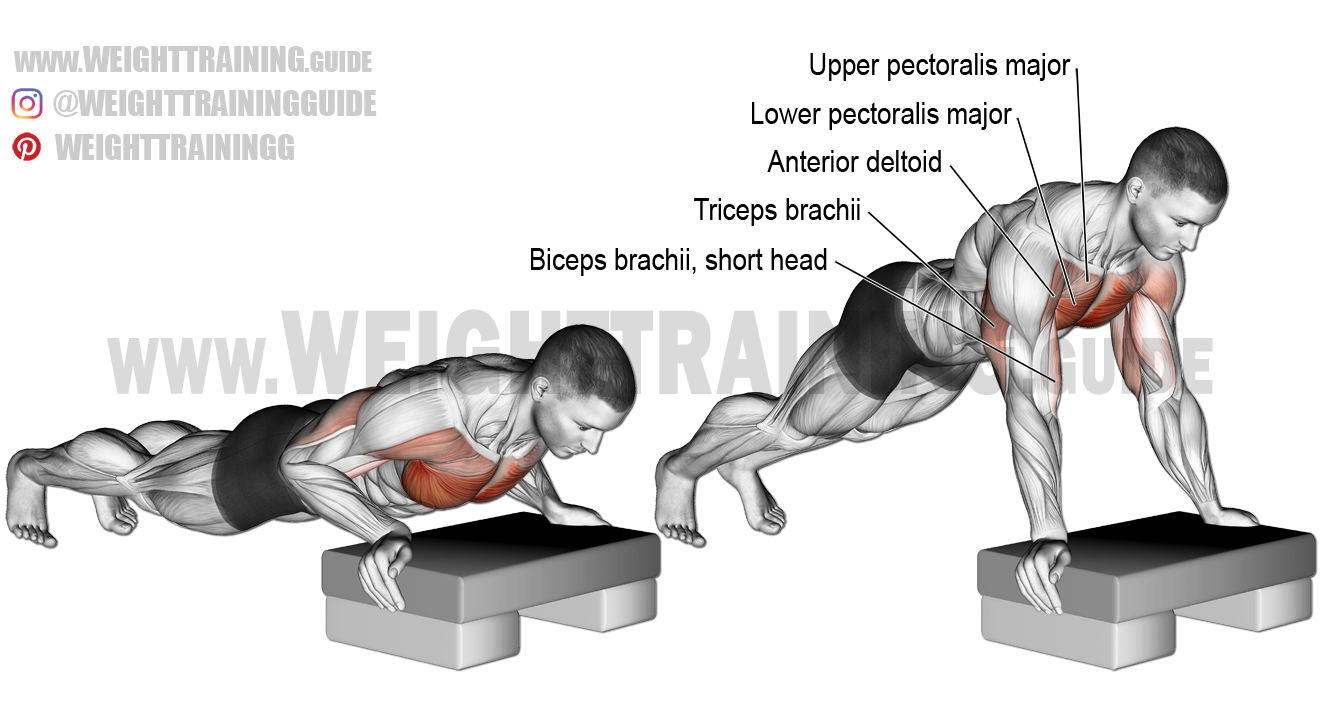 www.WEIGHTTRAINING.GUIDE
@WEIGHTTRAININGGUIDE
WEIGHTTRAININGG
Upper pectoralis major
Lower pectoralis major
Anterior deltoid
Triceps brachii
Biceps brachii, short head
www.WEIGHTTRAINING.GUIDE